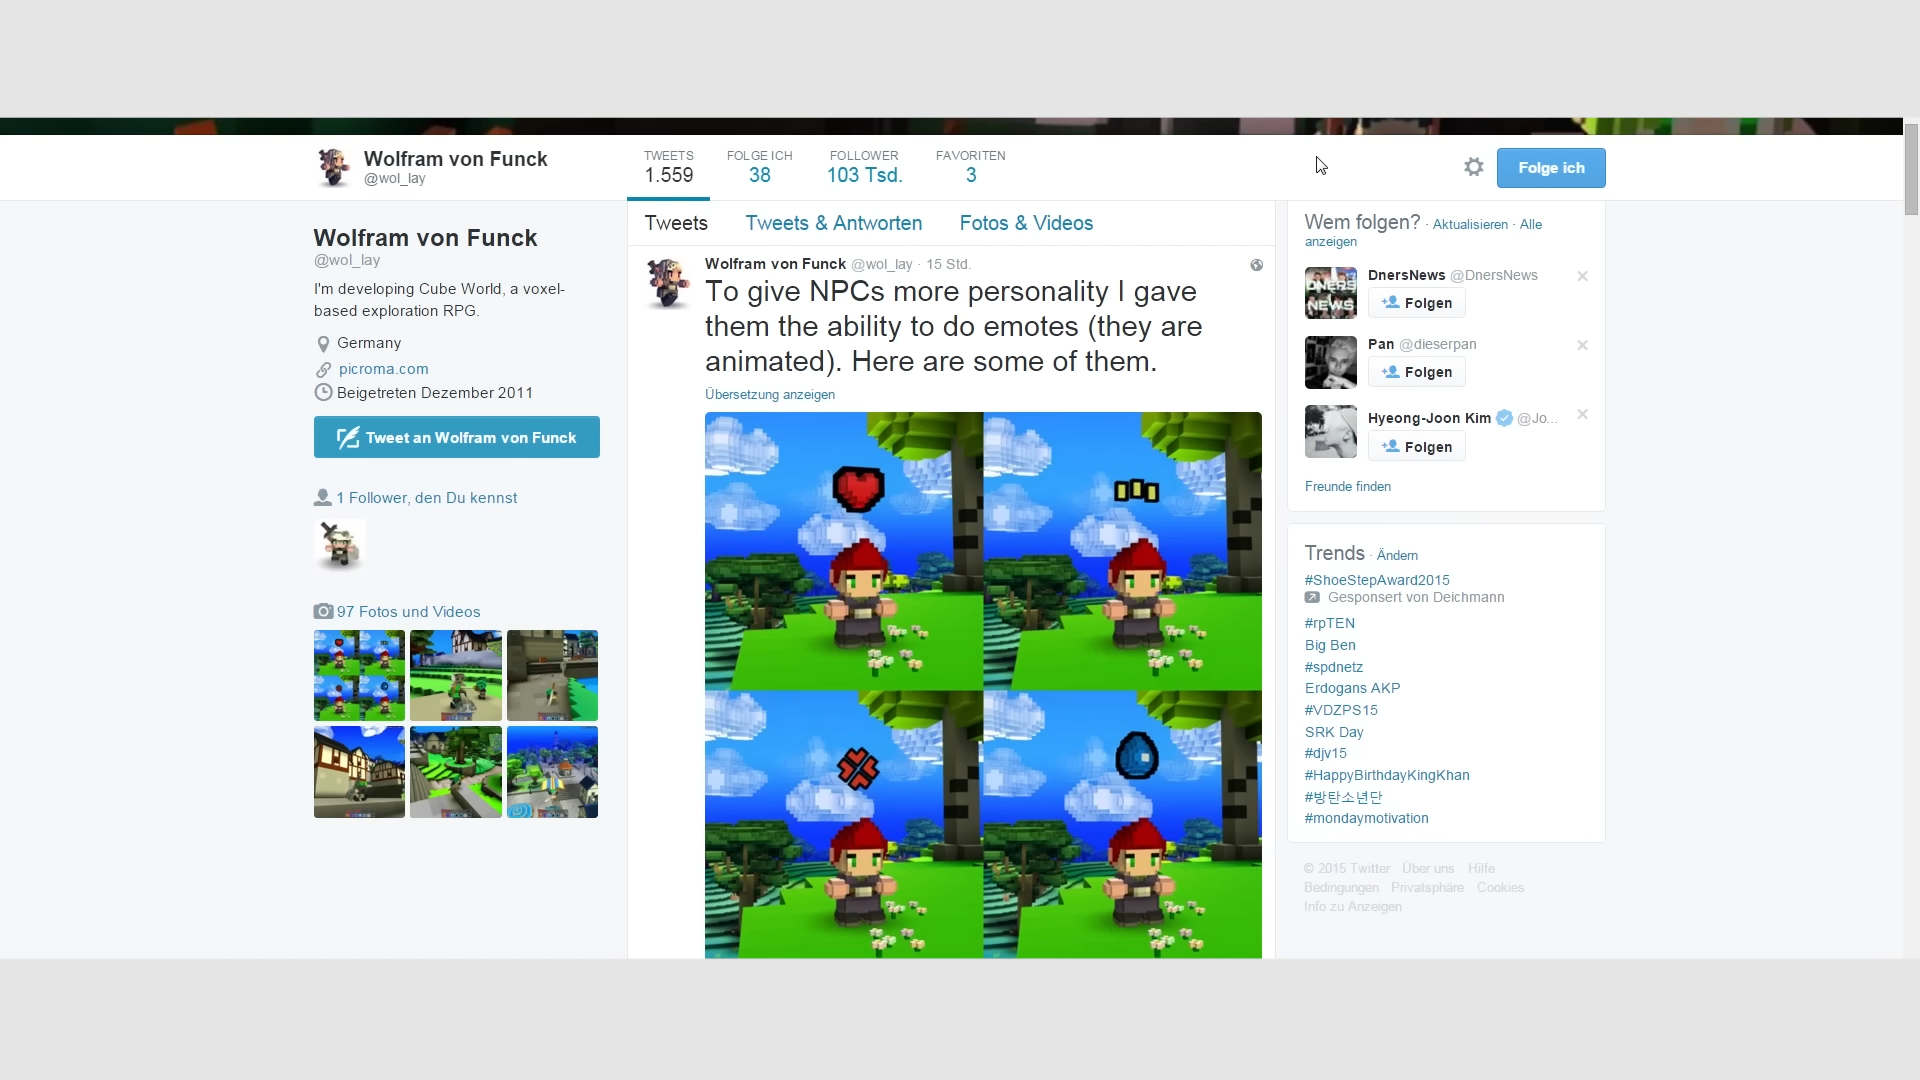 Wolfram von Funck
@wol_lay
TWEETS
1.559
FOLGE ICH
38
FOLLOWER
103 Tsd.
FAVORITEN
3
Folge ich
Wolfram von Funck
@wol_lay
I'm developing Cube World, a voxel-
based exploration RPG.
Germany
picroma.com
Beigetreten Dezember 2011
Tweet an Wolfram von Funck
1 Follower, den Du kennst
97 Fotos und Videos
Tweets Tweets & Antworten Fotos & Videos
Wolfram von Funck @wol_lay · 15 Std.
To give NPCs more personality I gave
them the ability to do emotes (they are
animated). Here are some of them.
Übersetzung anzeigen
Wem folgen? · Aktualisieren · Alle
anzeigen
DnersNews @DnersNews
Folgen
Pan @dieserpan
Folgen
Hyeong-Joon Kim @Jo...
Folgen
Freunde finden
Trends · Ändern
#ShoeStepAward2015
Gesponsert von Deichmann
#rpTEN
Big Ben
#spdnetz
Erdogans AKP
#VDZPS15
SRK Day
#djv15
#HappyBirthdayKingKhan
#방탄소년단
#mondaymotivation
© 2015 Twitter Über uns Hilfe
Bedingungen Privatsphäre Cookies
Info zu Anzeigen
DNERS
NEWS